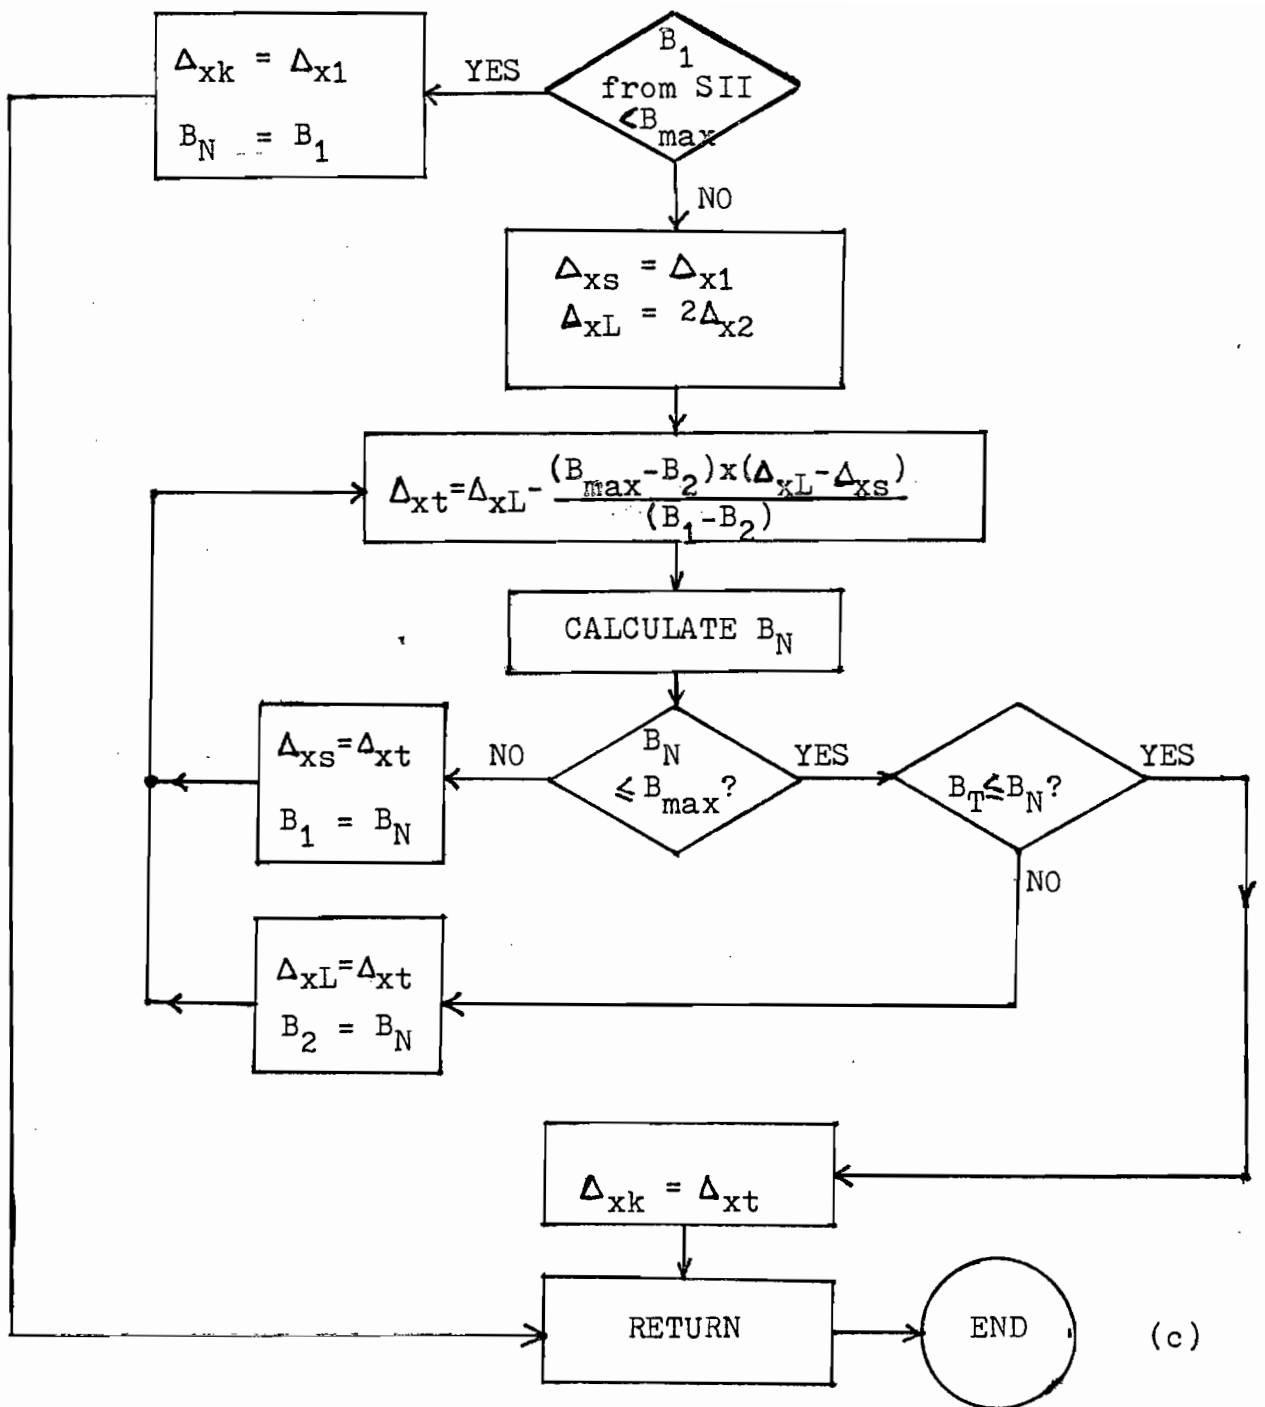 Δxk = Δx1
BN = B1
YES
B1
from SII
<Bmax
NO
Δxs = Δx1
ΔxL = 2Δx2
Δxt=ΔxL-(Bmax-B2)x(ΔxL-Δxs)
(B1-B2)
CALCULATE BN
Δxs=Δxt
B1 = BN
NO
BN
≤ Bmax?
YES
BT≤BN?
YES
NO
ΔxL=Δxt
B2 = BN
Δxk = Δxt
RETURN
END
(c)